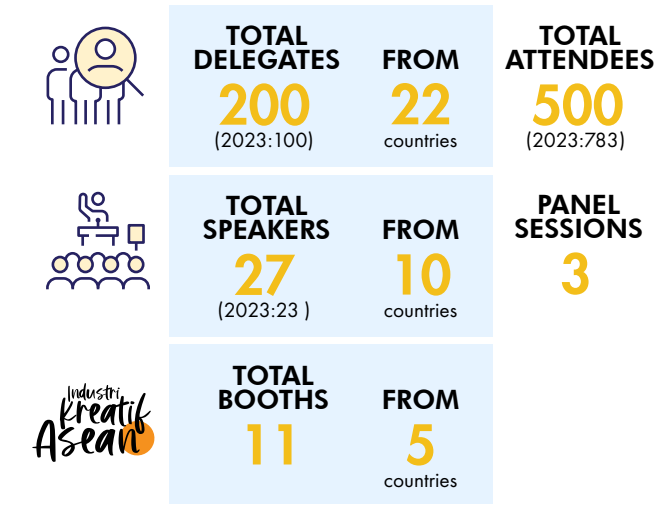 TOTAL
DELEGATES
200
(2023:100)
FROM
22
countries
TOTAL
ATTENDEES
500
(2023:783)
TOTAL
SPEAKERS
27
(2023:23 )
FROM
10
countries
PANEL
SESSIONS
3
Industri
Kreatif
Asean
TOTAL
BOOTHS
11
FROM
5
countries